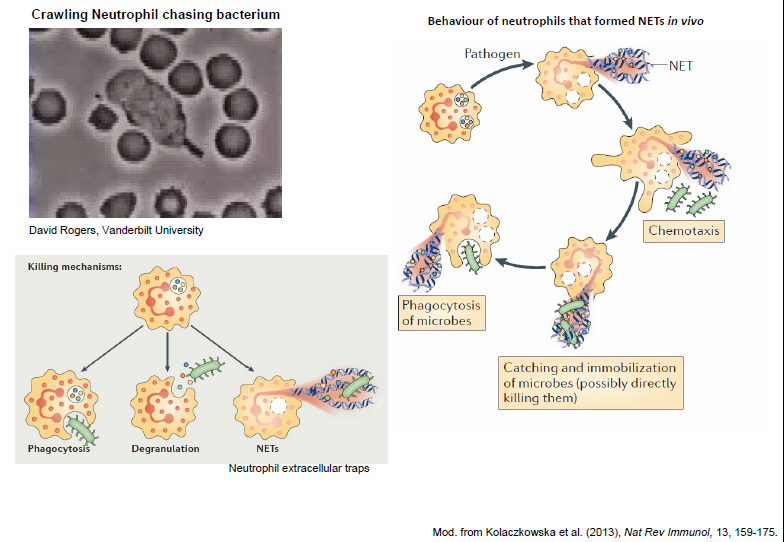 Crawling Neutrophil chasing bacterium
David Rogers, Vanderbilt University
Killing mechanisms:
Phagocytosis
Degranulation
NETs
Neutrophil extracellular traps
Behaviour of neutrophils that formed NETs in vivo
Pathogen
NET
Chemotaxis
Catching and immobilization
of microbes (possibly directly
killing them)
Phagocytosis
of microbes
Mod. from Kolaczkowska et al. (2013), Nat Rev Immunol, 13, 159-175.